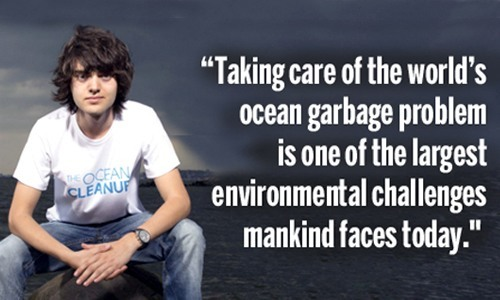 “Taking care of the world’s
ocean garbage problem
is one of the largest
environmental challenges
mankind faces today."
THE OCEAN
CLEANUP